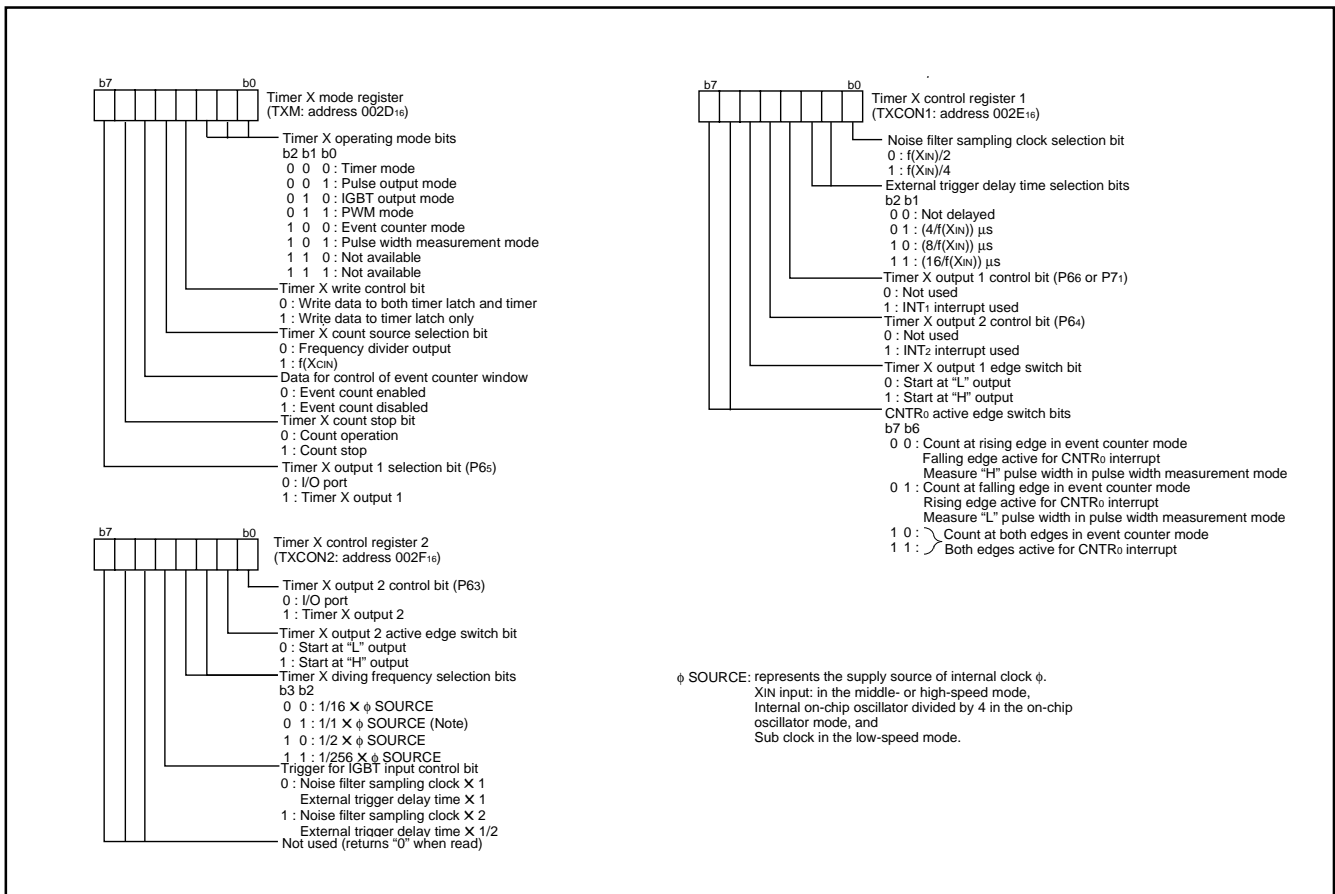 b7 b0
Timer X mode register
(TXM: address 002D16)
Timer X operating mode bits
b2 b1 b0
0 0 0 : Timer mode
0 0 1 : Pulse output mode
0 1 0 : IGBT output mode
0 1 1 : PWM mode
1 0 0 : Event counter mode
1 0 1 : Pulse width measurement mode
1 1 0 : Not available
1 1 1 : Not available
Timer X write control bit
0 : Write data to both timer latch and timer
1 : Write data to timer latch only
Timer X count source selection bit
0 : Frequency divider output
1 : f(XCIN)
Data for control of event counter window
0 : Event count enabled
1 : Event count disabled
Timer X count stop bit
0 : Count operation
1 : Count stop
Timer X output 1 selection bit (P65)
0 : I/O port
1 : Timer X output 1
b7 b0
Timer X control register 2
(TXCON2: address 002F16)
Timer X output 2 control bit (P63)
0 : I/O port
1 : Timer X output 2
Timer X output 2 active edge switch bit
0 : Start at “L” output
1 : Start at “H” output
Timer X diving frequency selection bits
b3 b2
0 0 : 1/16 X φ SOURCE
0 1 : 1/1 X φ SOURCE (Note)
1 0 : 1/2 X φ SOURCE
1 1 : 1/256 X φ SOURCE
Trigger for IGBT input control bit
0 : Noise filter sampling clock X 1
External trigger delay time X 1
1 : Noise filter sampling clock X 2
External trigger delay time X 1/2
Not used (returns “0” when read)
b7 b0
Timer X control register 1
(TXCON1: address 002E16)
Noise filter sampling clock selection bit
0 : f(XIN)/2
1 : f(XIN)/4
External trigger delay time selection bits
b2 b1
0 0 : Not delayed
0 1 : (4/f(XIN)) μs
1 0 : (8/f(XIN)) μs
1 1 : (16/f(XIN)) μs
Timer X output 1 control bit (P66 or P71)
0 : Not used
1 : INT1 interrupt used
Timer X output 2 control bit (P64)
0 : Not used
1 : INT2 interrupt used
Timer X output 1 edge switch bit
0 : Start at “L” output
1 : Start at “H” output
CNTR0 active edge switch bits
b7 b6
0 0 : Count at rising edge in event counter mode
Falling edge active for CNTR0 interrupt
Measure “H” pulse width in pulse width measurement mode
0 1 : Count at falling edge in event counter mode
Rising edge active for CNTR0 interrupt
Measure “L” pulse width in pulse width measurement mode
1 0 : Count at both edges in event counter mode
1 1 : Both edges active for CNTR0 interrupt
φ SOURCE: represents the supply source of internal clock φ.
XIN input: in the middle- or high-speed mode,
Internal on-chip oscillator divided by 4 in the on-chip
oscillator mode, and
Sub clock in the low-speed mode.